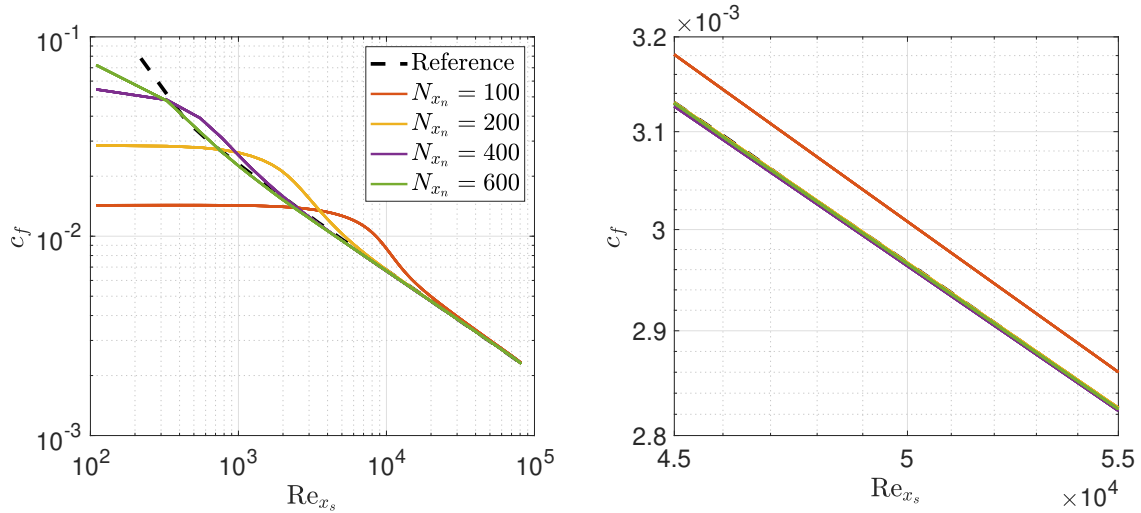 10^{-1}
10^{-2}
10^{-3}
c_f
10^2 10^3 10^4 10^5
Re_{x_s}
Reference
N_{x_n} = 100
N_{x_n} = 200
N_{x_n} = 400
N_{x_n} = 600
×10^{-3}
3.2
3.1
3
2.9
2.8
c_f
4.5 5 5.5
Re_{x_s}
×10^4